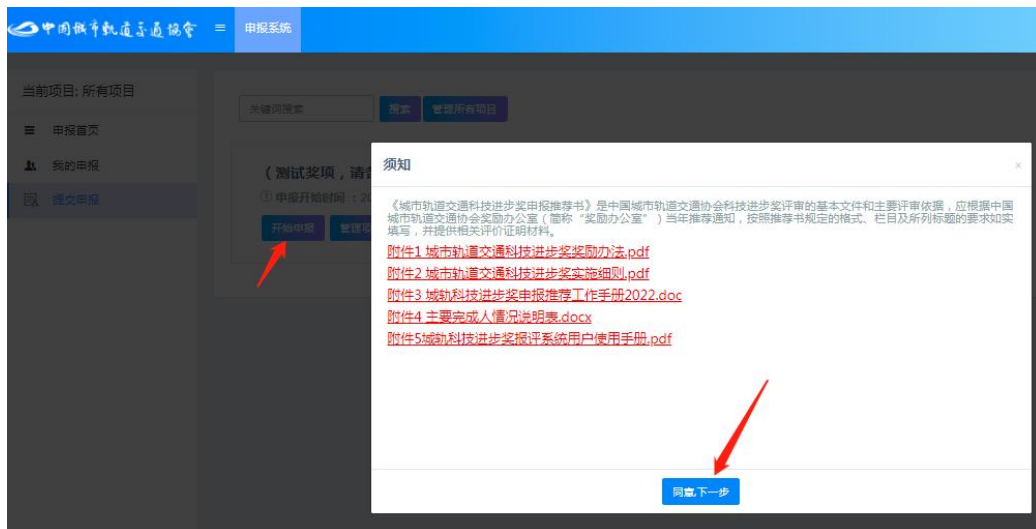 中国城市轨道交通协会
申报系统
当前项目: 所有项目
申报首页
我的申报
提交申报
关键词搜索
搜索
管理所有项目
(测试奖项，请
申报开始时间：20
开始申报
管理项
须知
×
《城市轨道交通科技进步奖申报推荐书》是中国城市轨道交通协会科技进步奖评审的基本文件和主要评审依据，应根据中国
城市轨道交通协会奖励办公室（简称“奖励办公室”）当年推荐通知，按照推荐书规定的格式、栏目及所列标题的要求如实
填写，并提供相关评价证明材料。
附件1 城市轨道交通科技进步奖奖励办法.pdf
附件2 城市轨道交通科技进步奖实施细则.pdf
附件3 城轨科技进步奖申报推荐工作手册2022.doc
附件4 主要完成人情况说明表.docx
附件5城轨科技进步奖报评系统用户使用手册.pdf
同意,下一步